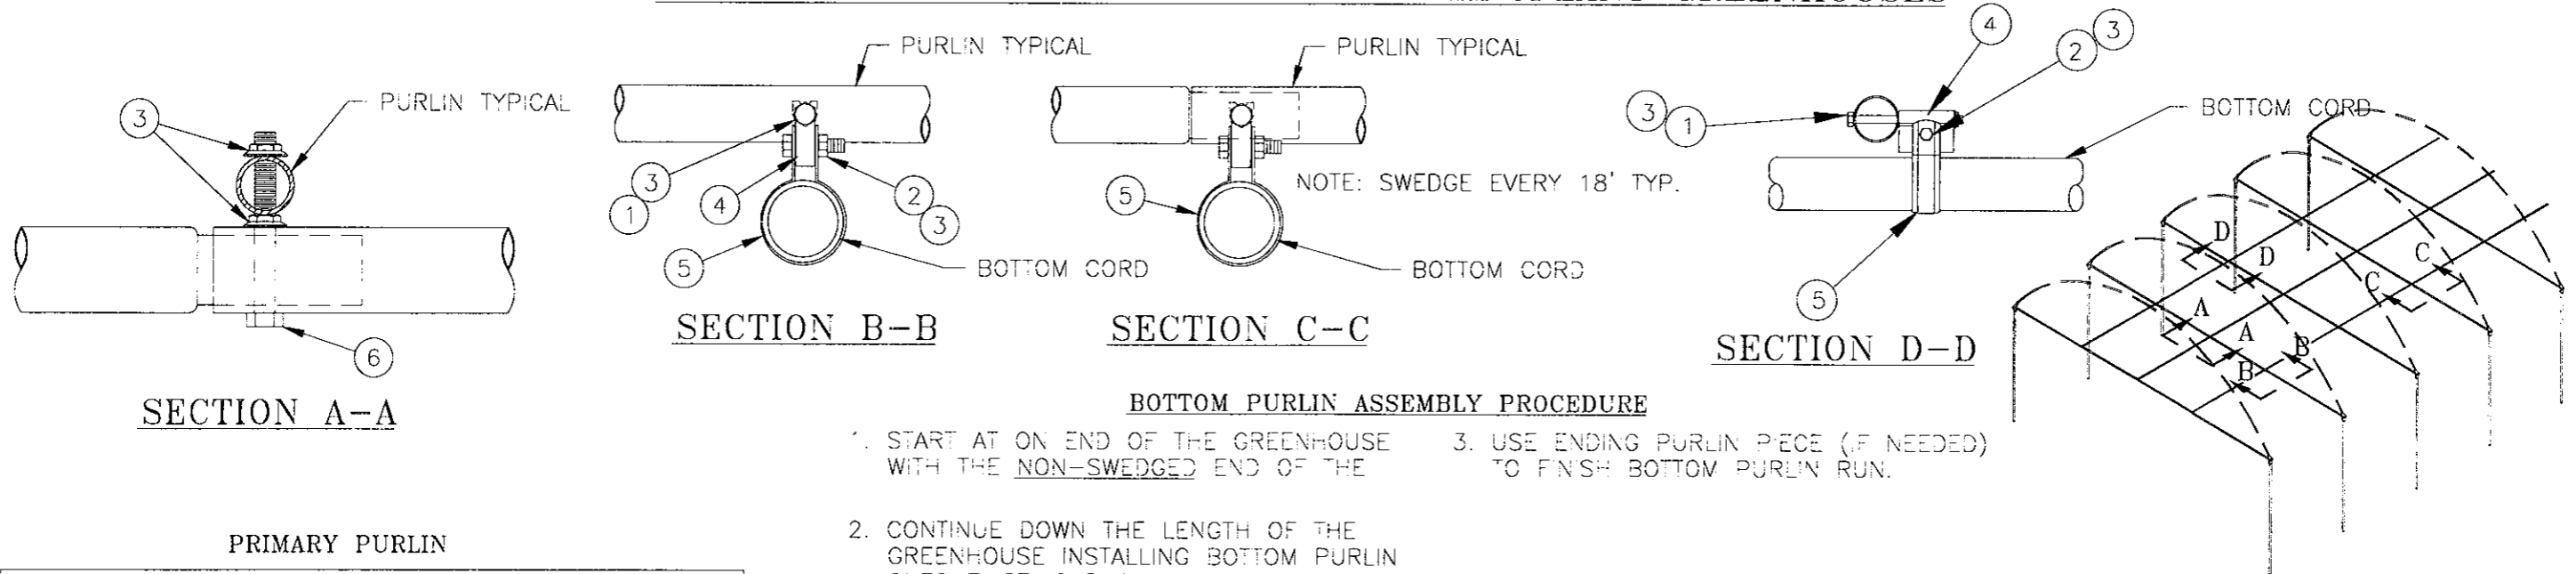 GREENHOUSES
PURLIN TYPICAL
3
SECTION A-A
6
PURLIN TYPICAL
3
1
4
2
3
5
BOTTOM CORD
SECTION B-B
PURLIN TYPICAL
NOTE: SWEDGE EVERY 18' TYP.
5
BOTTOM CORD
SECTION C-C
4
3
2
3
1
BOTTOM CORD
5
SECTION D-D
D
D
C
C
A
A
B
B
BOTTOM PURLIN ASSEMBLY PROCEDURE
1. START AT ON END OF THE GREENHOUSE
WITH THE NON-SWEDGED END OF THE
2. CONTINUE DOWN THE LENGTH OF THE
GREENHOUSE INSTALLING BOTTOM PURLIN
3. USE ENDING PURLIN PIECE (IF NEEDED)
TO FINISH BOTTOM PURLIN RUN.
PRIMARY PURLIN